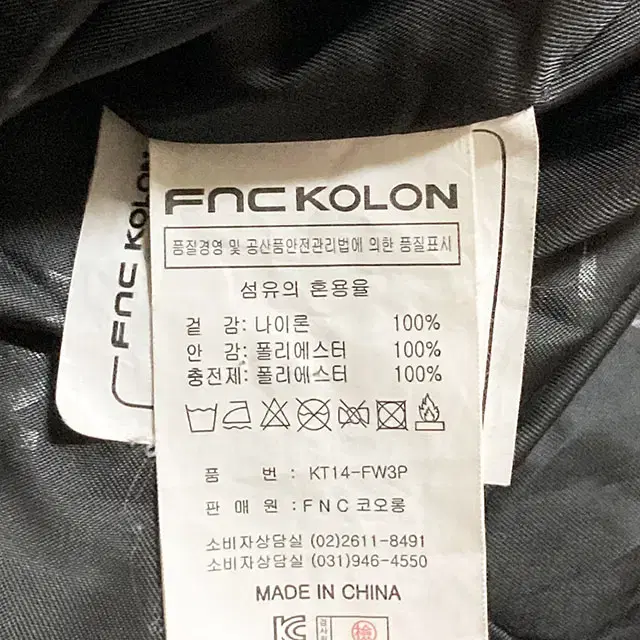 FNC KOLON
FNC KOLON
품질경영 및 공산품안전관리법에 의한 품질표시
섬유의 혼용율
겉 감: 나이론 100%
안 감: 폴리에스터 100%
충전제: 폴리에스터 100%
품 번 : KT14-FW3P
판 매 원 : FNC 코오롱
소비자상담실 (02)2611-8491
소비자상담실 (031)946-4550
MADE IN CHINA
KC
檢